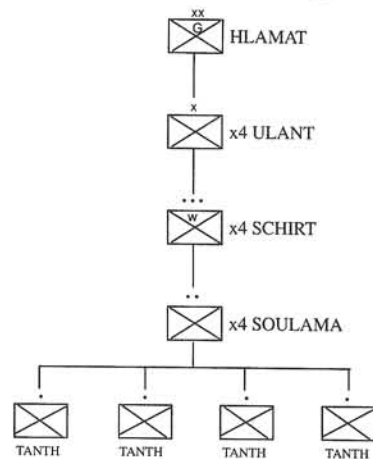 xx
G
HLAMAT
x
x4 ULANT
w
x4 SCHIRT
x4 SOULAMA
TANTH TANTH TANTH TANTH